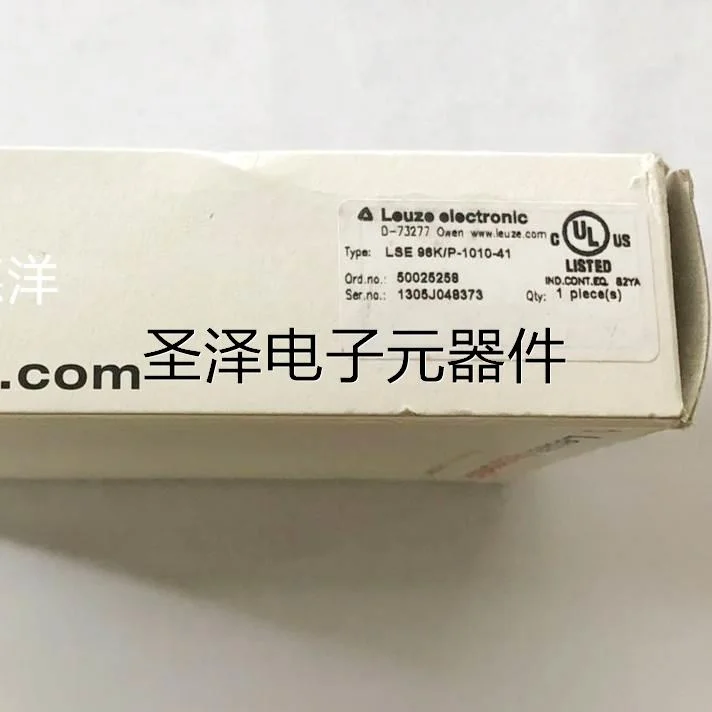 Leuze electronic
D-73277 Owen www.leuze.com
Type: LSE 96K/P-1010-41
Ord.no.: 50025258
Ser.no.: 1305J048373
Qty: 1 piece(s)
C UL US
LISTED
IND.CONT.EQ. 82YA
洋
.com
圣泽电子元器件